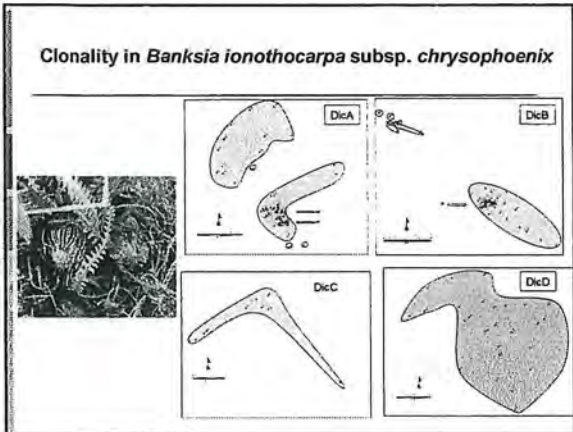 Clonality in Banksia ionothocarpa subsp. chrysophoenix
DicA
DicB
DicC
DicD